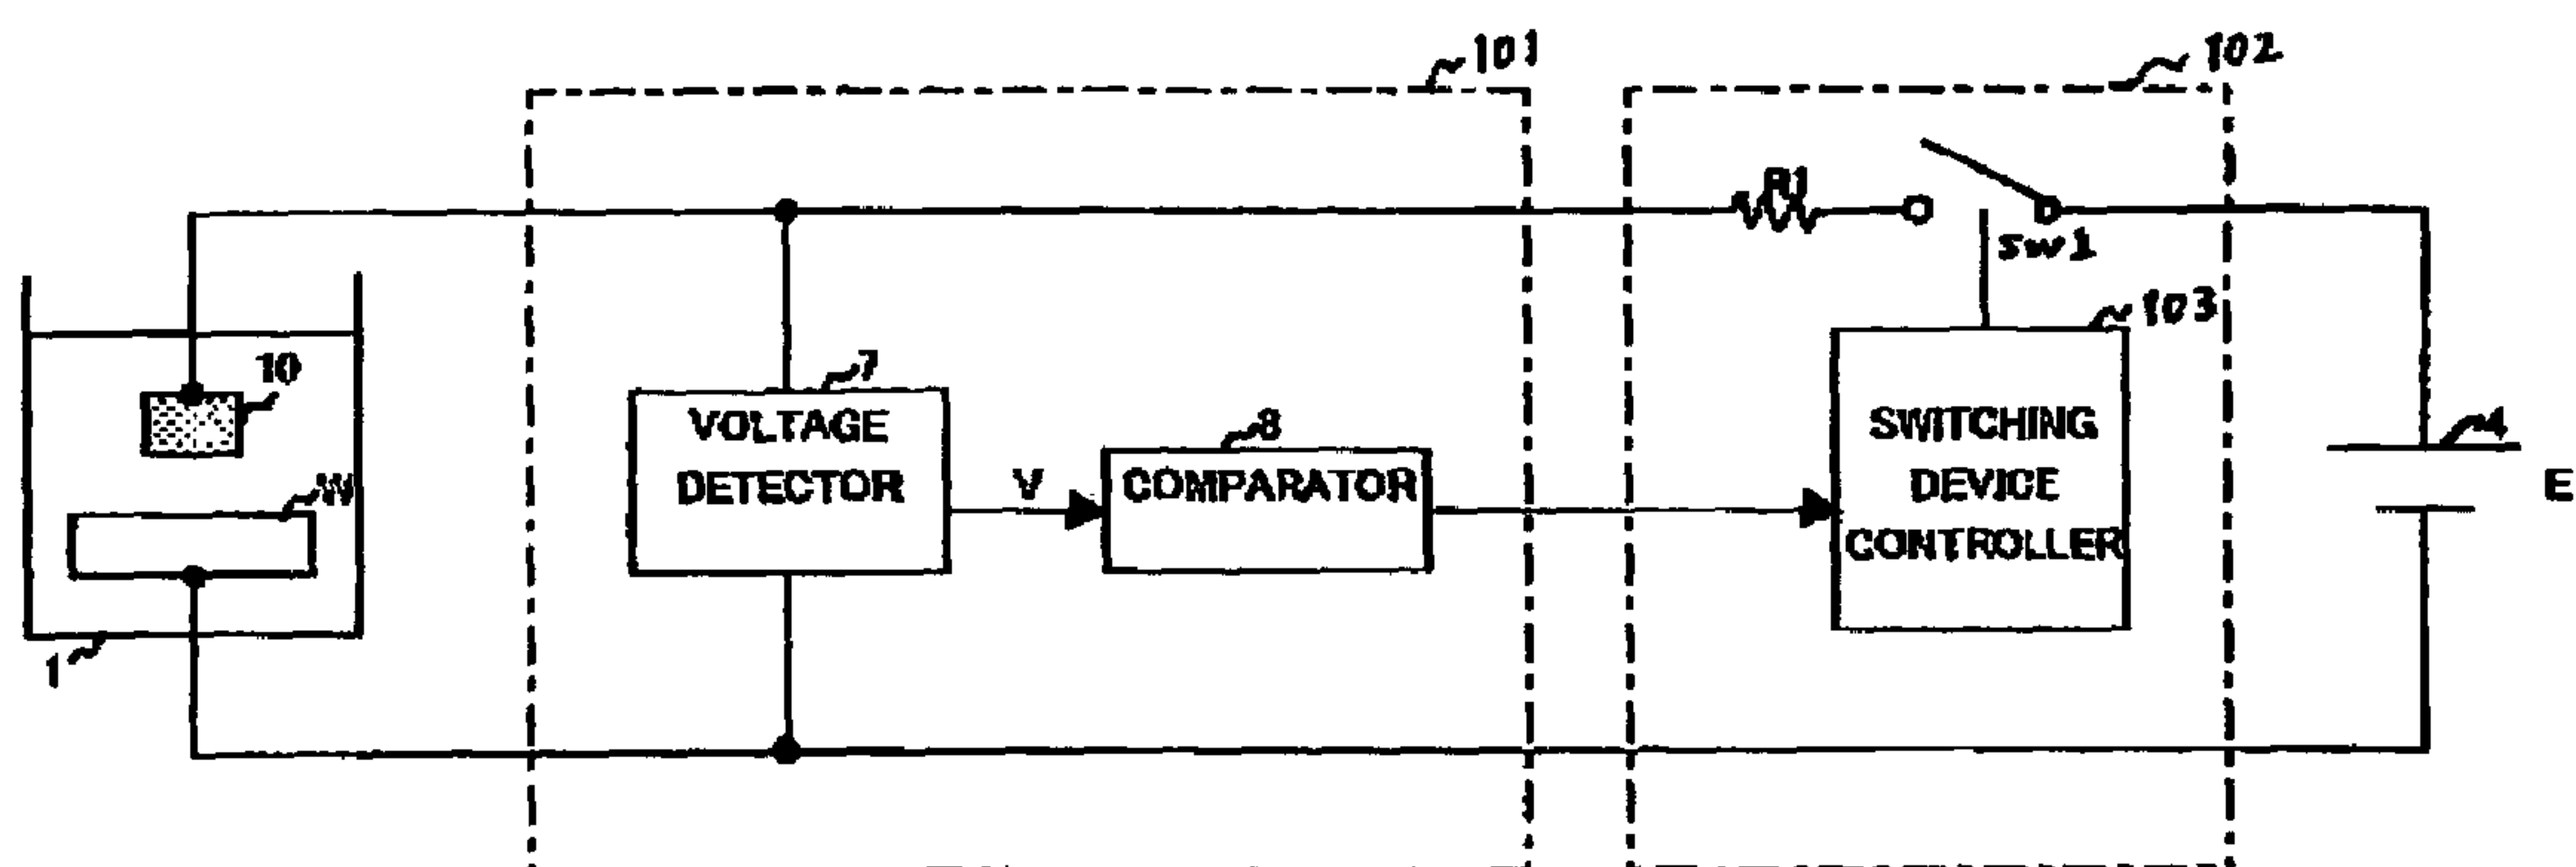 101
102
R1
SW1
103
10
7
VOLTAGE
DETECTOR
V
8
COMPARATOR
SWITCHING
DEVICE
CONTROLLER
4
E
W
1